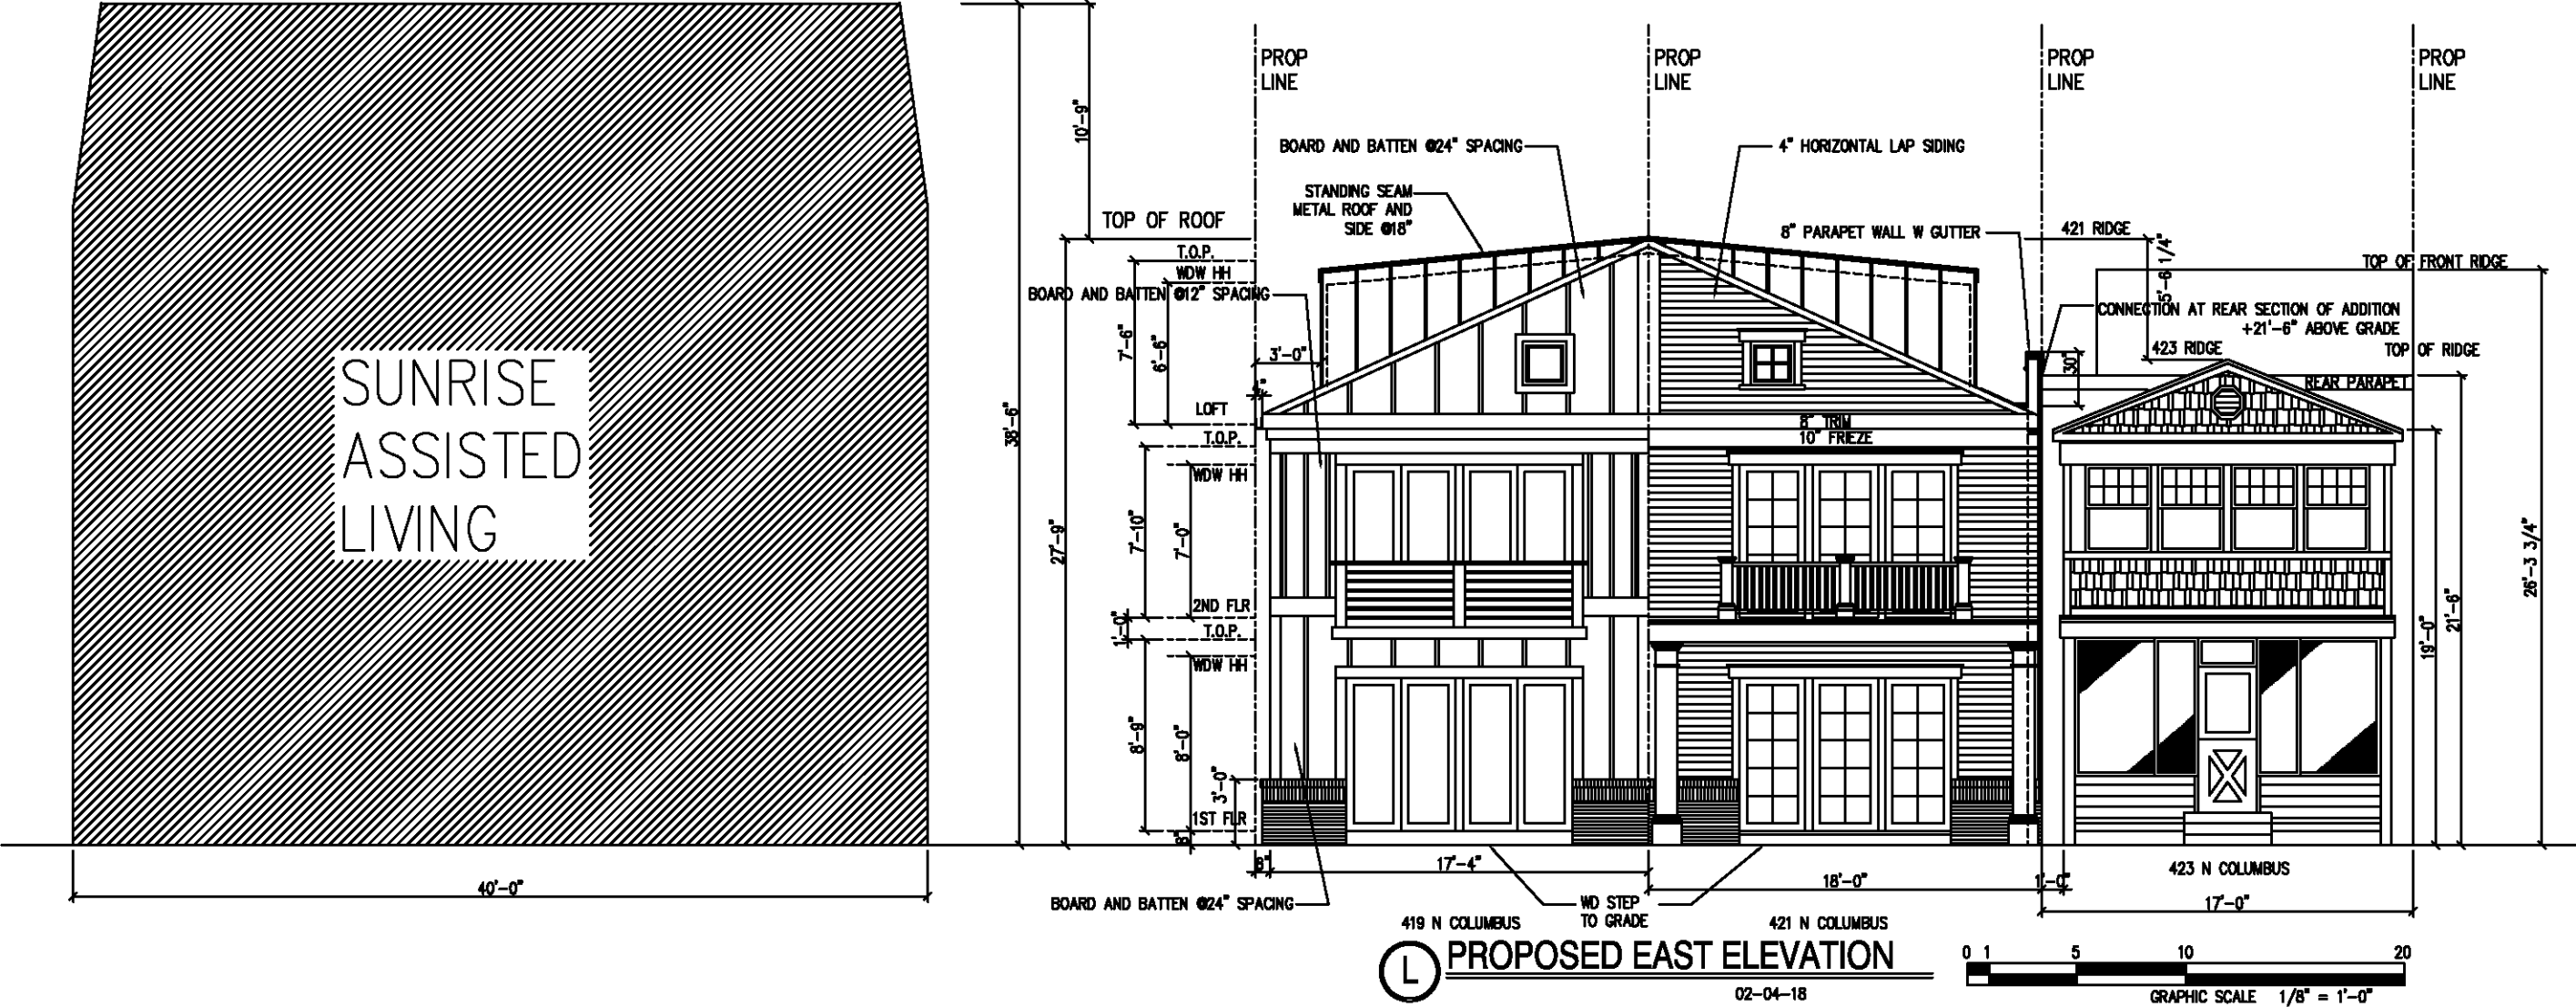 SUNRISE
ASSISTED
LIVING
40'-0"
38'-6"
10'-9"
27'-9"
TOP OF ROOF
T.O.P.
WDW HH
BOARD AND BATTEN @12" SPACING
7'-6"
6'-6"
3'-0"
4"
LOFT
T.O.P.
WDW HH
7'-10"
7'-0"
2ND FLR
1'-0"
T.O.P.
WDW HH
8'-9"
8'-0"
3'-0"
1ST FLR
8"
PROP
LINE
PROP
LINE
PROP
LINE
PROP
LINE
BOARD AND BATTEN @24" SPACING
4" HORIZONTAL LAP SIDING
STANDING SEAM
METAL ROOF AND
SIDE @18"
8" PARAPET WALL W GUTTER
421 RIDGE
5'-6 1/4"
TOP OF FRONT RIDGE
CONNECTION AT REAR SECTION OF ADDITION
+21'-6" ABOVE GRADE
423 RIDGE
TOP OF RIDGE
30"
REAR PARAPET
8" TRIM
10" FRIEZE
26'-3 3/4"
21'-6"
19'-0"
8"
17'-4"
18'-0"
1'-0"
423 N COLUMBUS
17'-0"
BOARD AND BATTEN @24" SPACING
WD STEP
TO GRADE
419 N COLUMBUS
421 N COLUMBUS
L
PROPOSED EAST ELEVATION
02-04-18
0 1 5 10 20
GRAPHIC SCALE 1/8" = 1'-0"